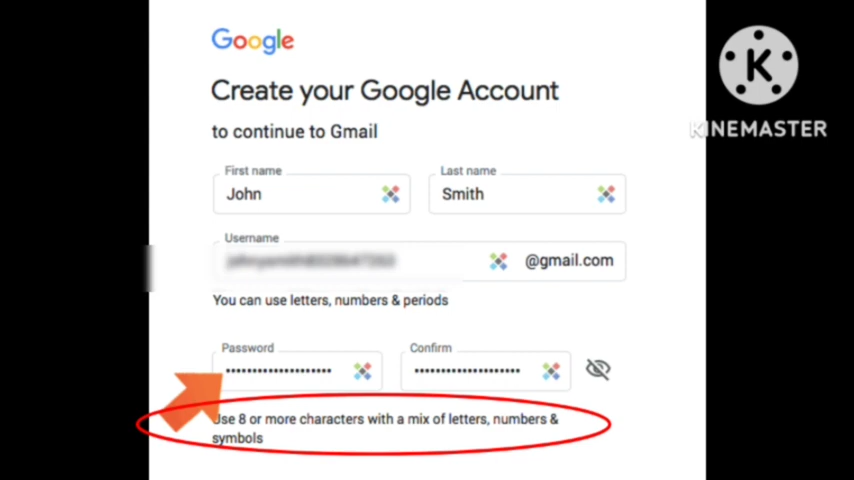 Google
Create your Google Account
to continue to Gmail
First name
Last name
John
Smith
Username
@gmail.com
You can use letters, numbers & periods
Password
Confirm
Use 8 or more characters with a mix of letters, numbers &
symbols
K
KINEMASTER